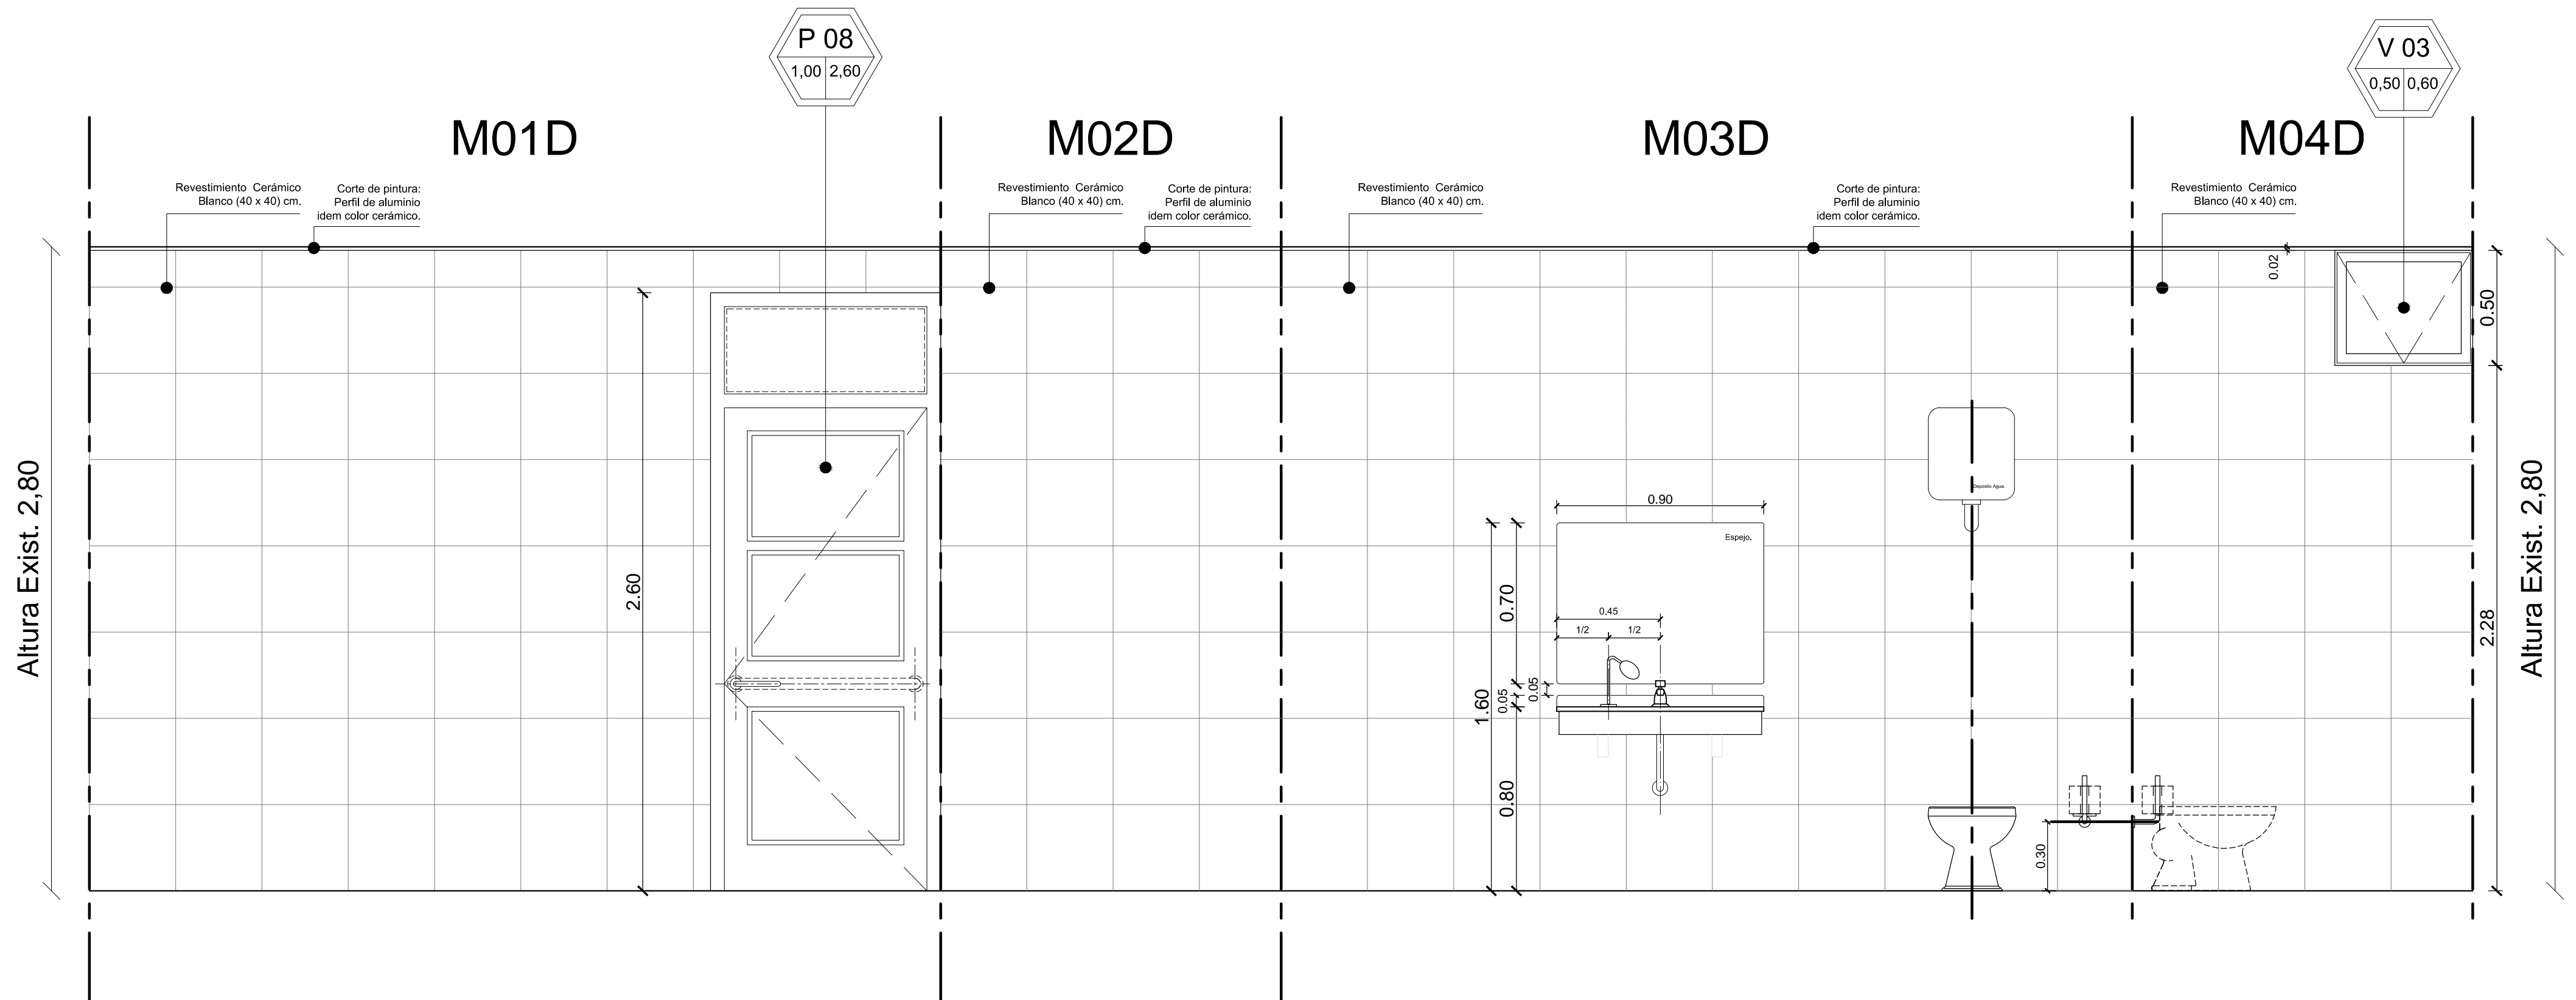 P 08
1,00 2,60
V 03
0,50 0,60
M01D
M02D
M03D
M04D
Revestimiento Cerámico
Blanco (40 x 40) cm.
Corte de pintura:
Perfil de aluminio
idem color cerámico.
Revestimiento Cerámico
Blanco (40 x 40) cm.
Corte de pintura:
Perfil de aluminio
idem color cerámico.
Revestimiento Cerámico
Blanco (40 x 40) cm.
Corte de pintura:
Perfil de aluminio
idem color cerámico.
Revestimiento Cerámico
Blanco (40 x 40) cm.
0.02
0.50
2.28
Altura Exist. 2,80
Altura Exist. 2,80
2.60
0.90
Espejo.
0.45
1/2
1/2
0.70
1.60
0.05
0.05
0.80
Deposito Agua.
0.30